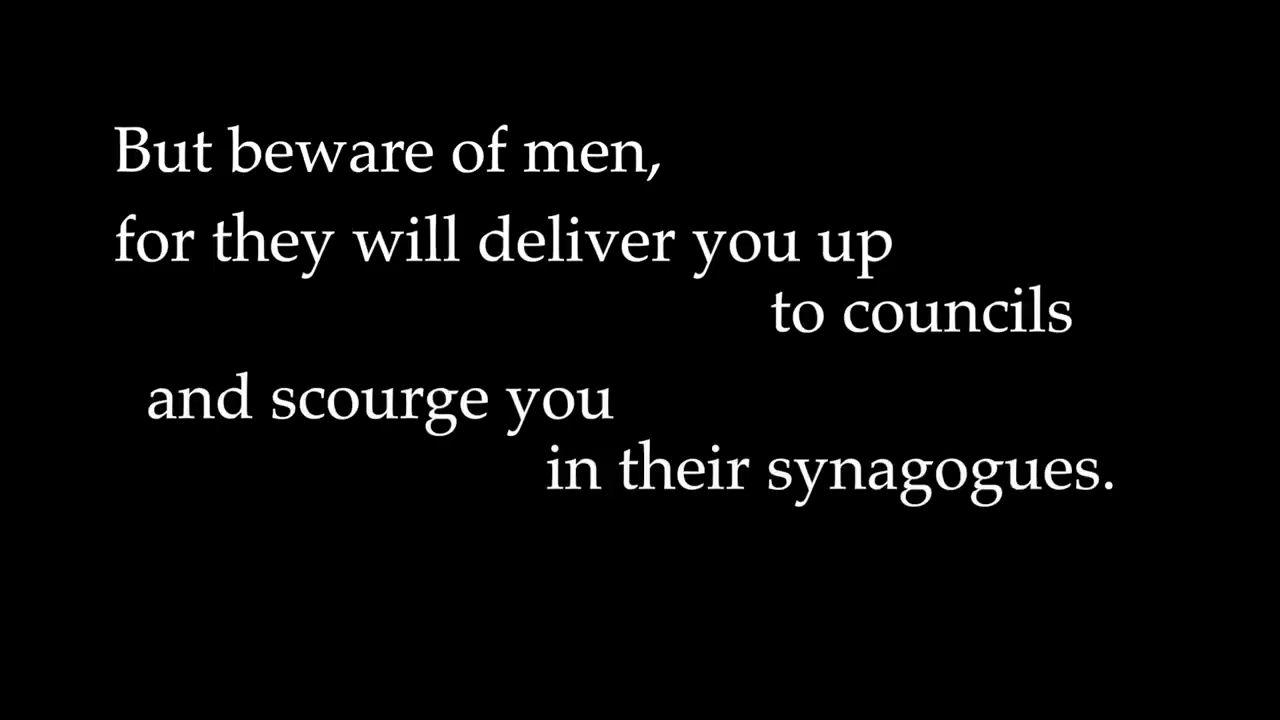 But beware of men,
for they will deliver you up
to councils
and scourge you
in their synagogues.